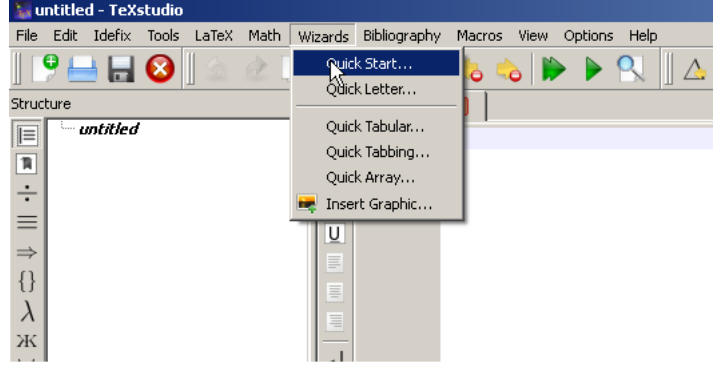 untitled - TeXstudio
File Edit Idefix Tools LaTeX Math Wizards Bibliography Macros View Options Help
Quick Start...
Quick Letter...
Structure
untitled
Quick Tabular...
Quick Tabbing...
Quick Array...
Insert Graphic...
U
÷
⇒
{}
λ
Ж